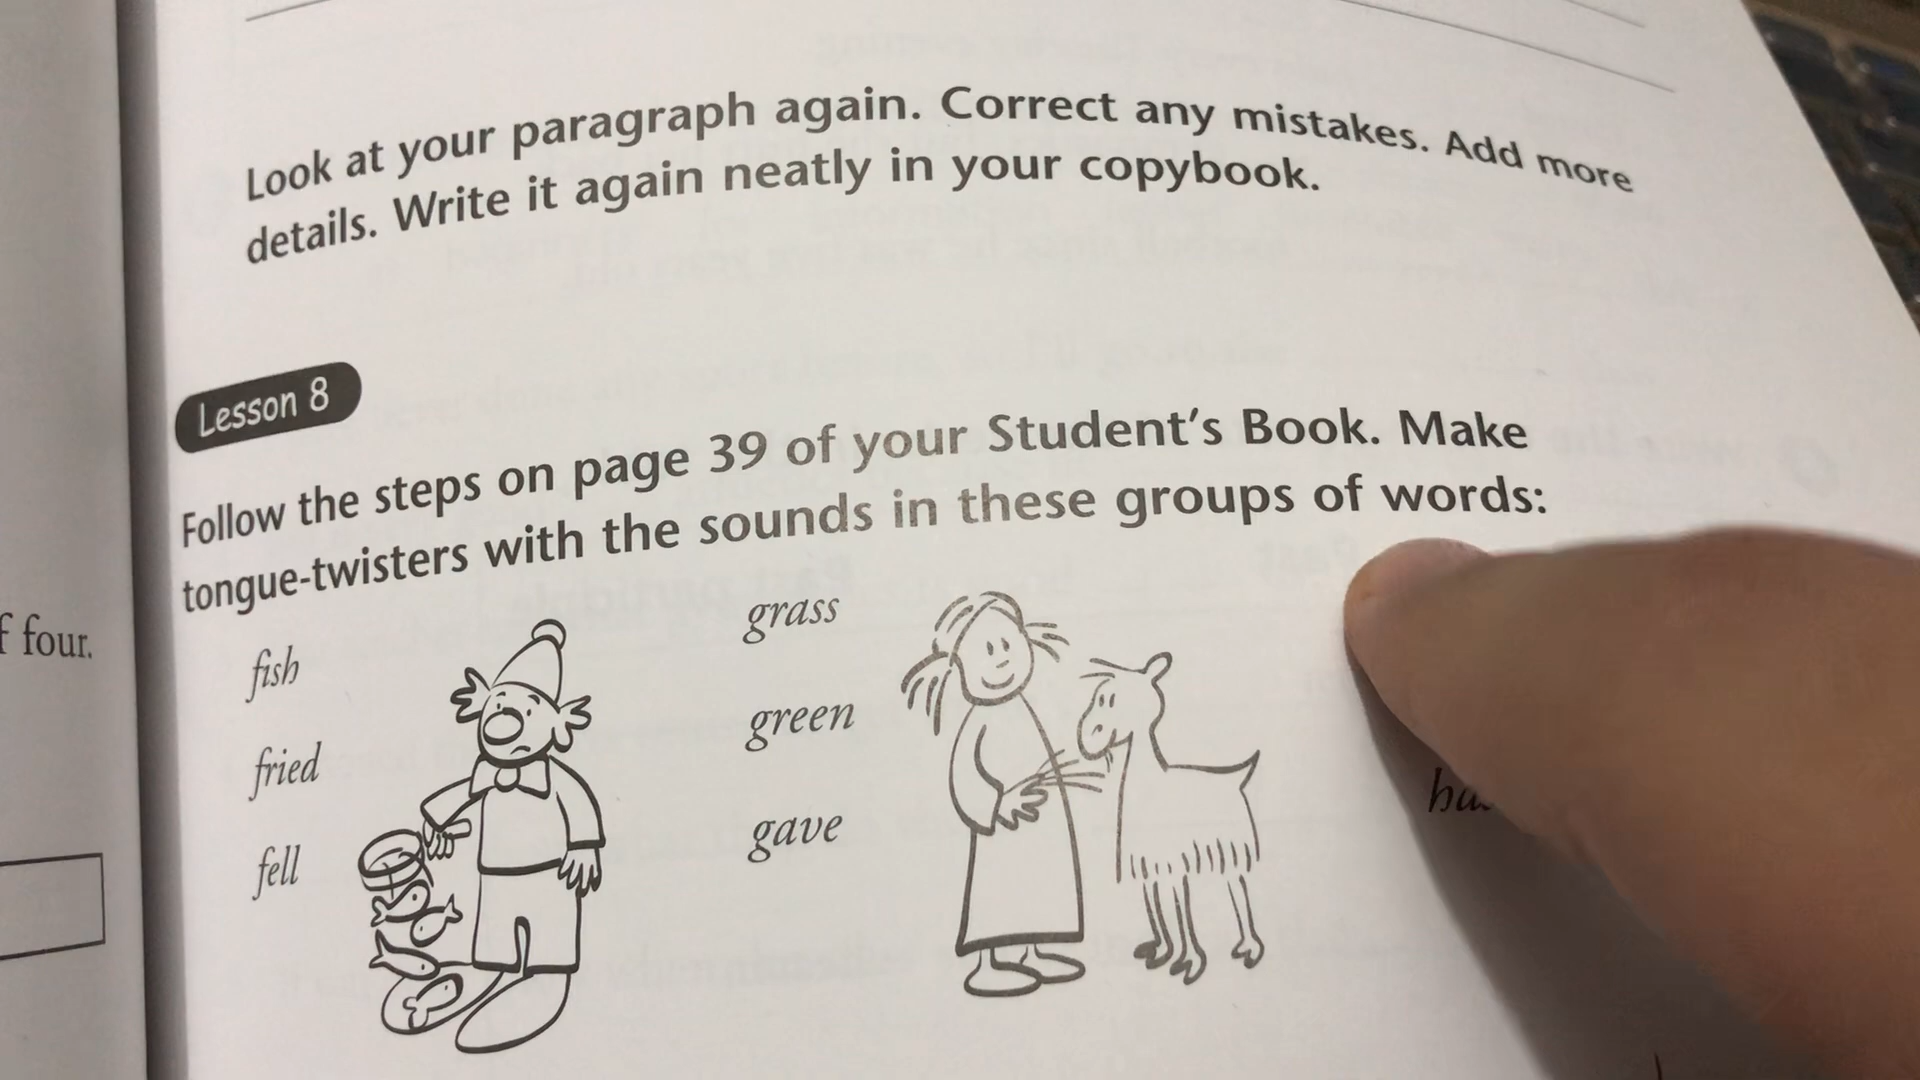 Look at your paragraph again. Correct any mistakes. Add more
details. Write it again neatly in your copybook.
Lesson 8
Follow the steps on page 39 of your Student's Book. Make
tongue-twisters with the sounds in these groups of words:
four.
fish
fried
fell
grass
green
gave